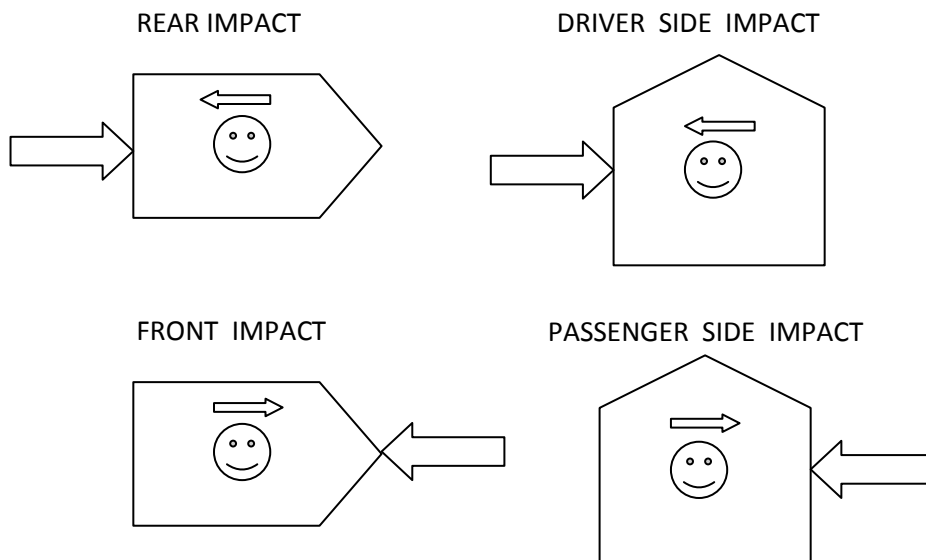 REAR IMPACT
DRIVER SIDE IMPACT
FRONT IMPACT
PASSENGER SIDE IMPACT